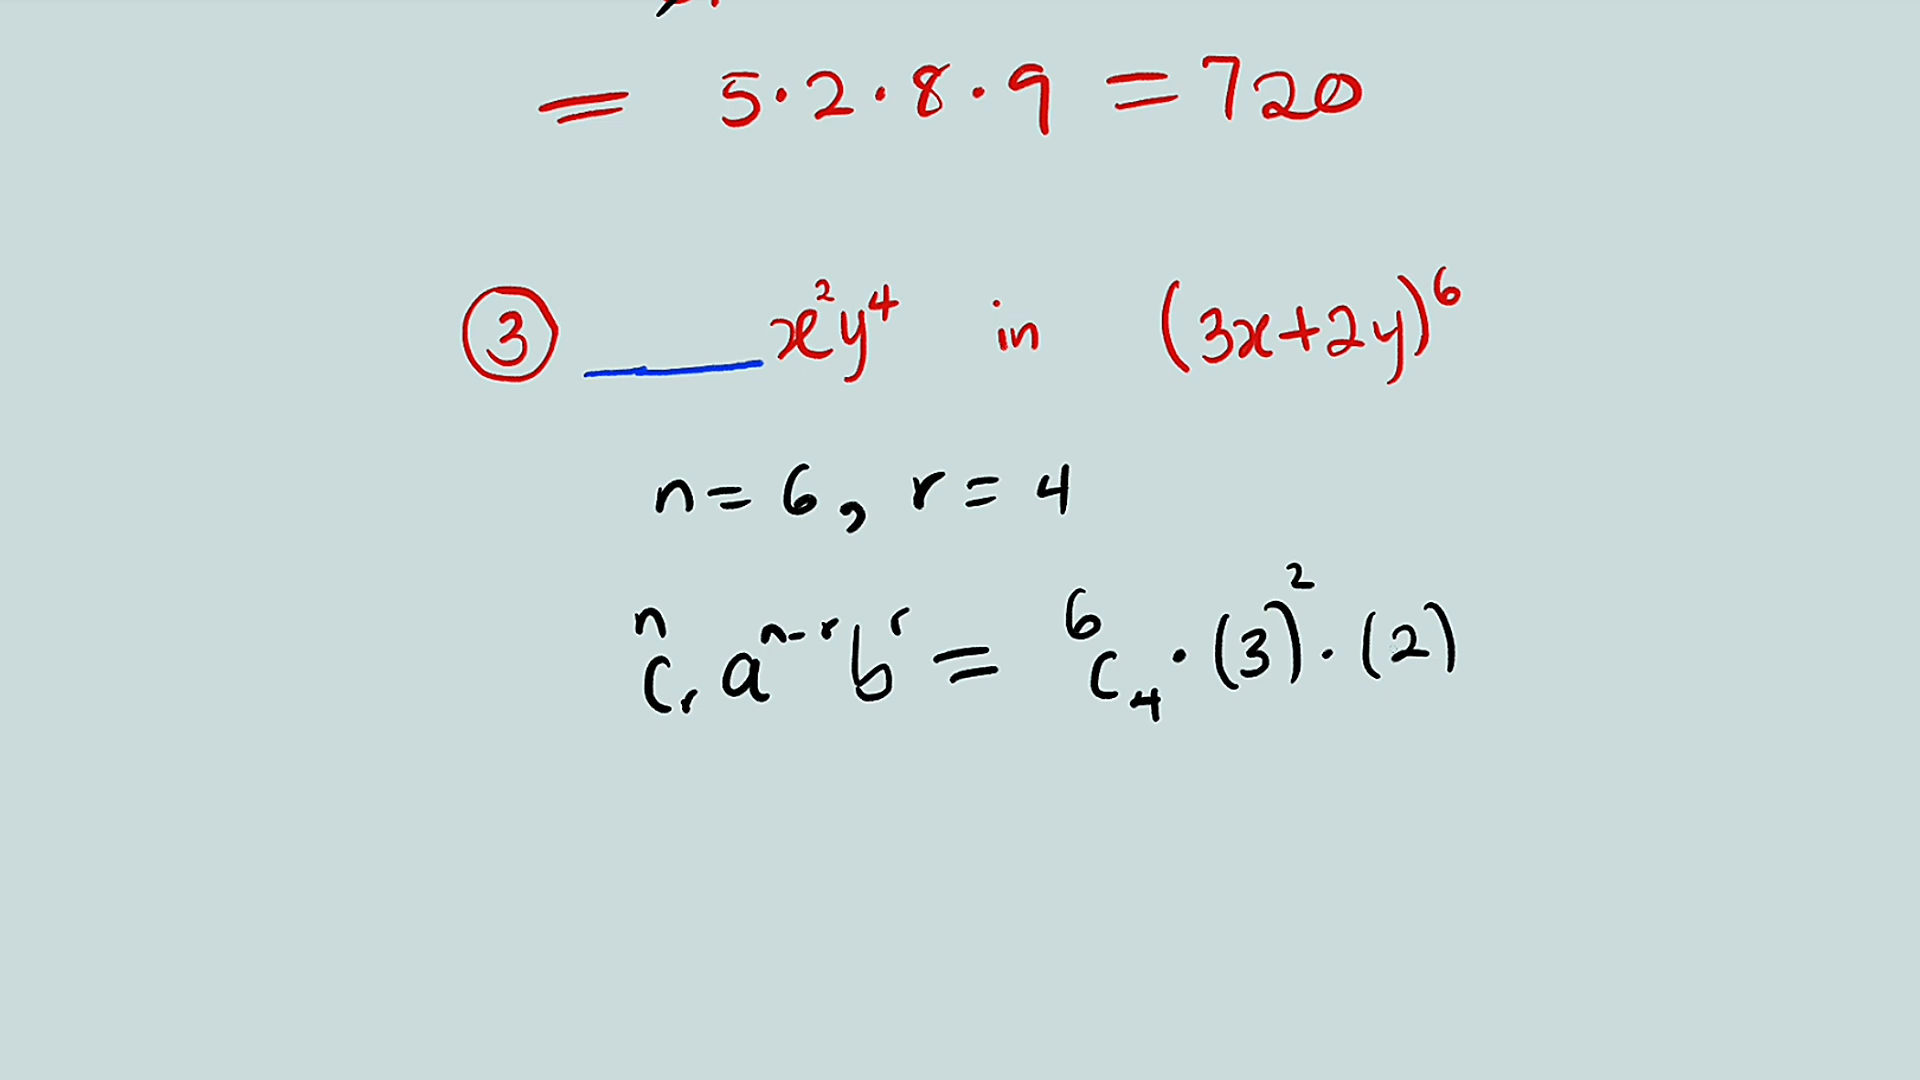 = 5·2·8·9 = 720
③ ____ x²y⁴ in (3x+2y)⁶
n = 6, r = 4
ⁿCᵣ aⁿ⁻ʳ bʳ = ⁶C₄ · (3)² · (2)